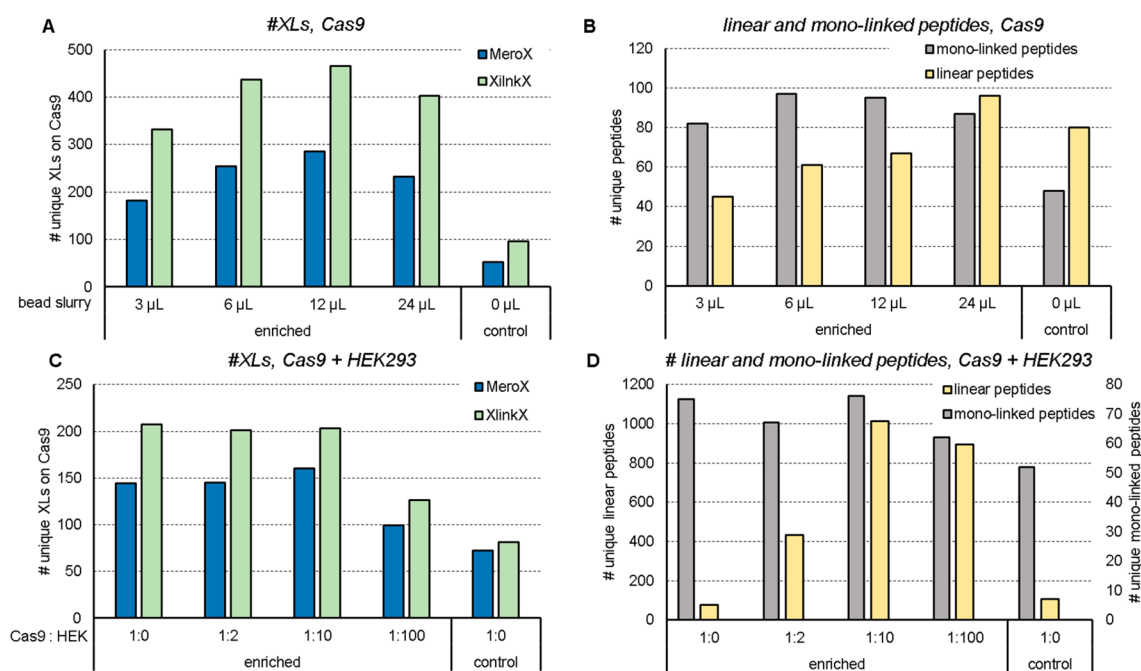 A
#XLs, Cas9
# unique XLs on Cas9
500
400
300
200
100
0
MeroX
XilnkX
bead slurry
3 µL
6 µL
12 µL
24 µL
0 µL
enriched
control
B
linear and mono-linked peptides, Cas9
# unique peptides
120
100
80
60
40
20
0
mono-linked peptides
linear peptides
3 µL
6 µL
12 µL
24 µL
0 µL
enriched
control
C
#XLs, Cas9 + HEK293
# unique XLs on Cas9
250
200
150
100
50
0
MeroX
XlinkX
Cas9 : HEK
1:0
1:2
1:10
1:100
1:0
enriched
control
D
# linear and mono-linked peptides, Cas9 + HEK293
# unique linear peptides
1200
1000
800
600
400
200
0
linear peptides
mono-linked peptides
80
70
60
50
40
30
20
10
0
# unique mono-linked peptides
1:0
1:2
1:10
1:100
1:0
enriched
control